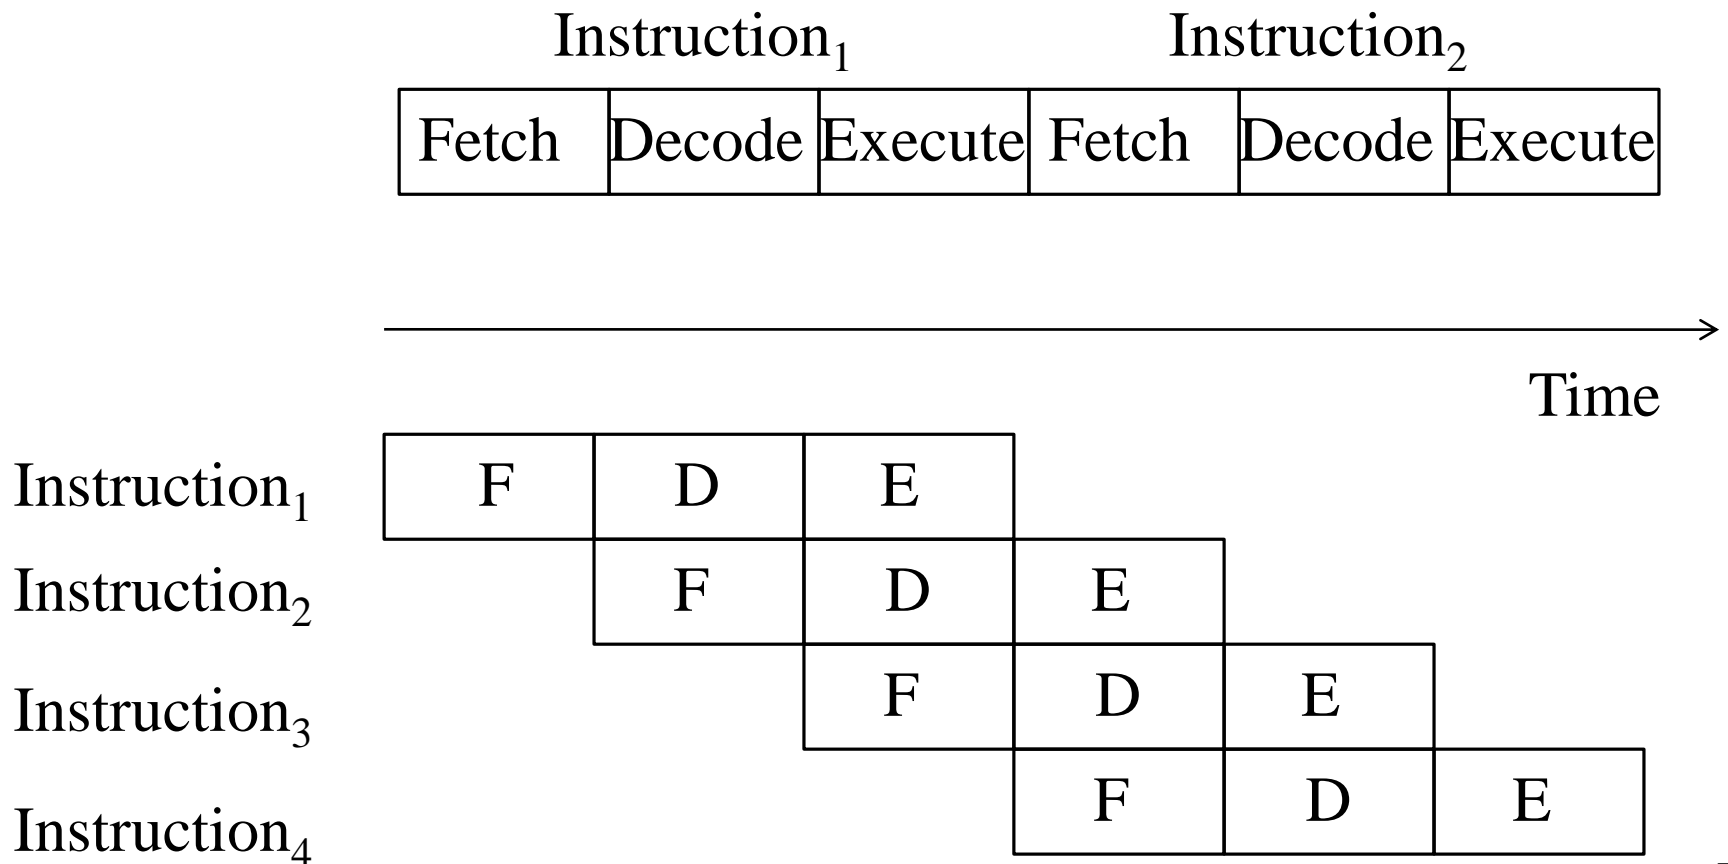 Instruction₁ Instruction₂
Fetch Decode Execute Fetch Decode Execute
Time
Instruction₁ F D E
Instruction₂ F D E
Instruction₃ F D E
Instruction₄ F D E